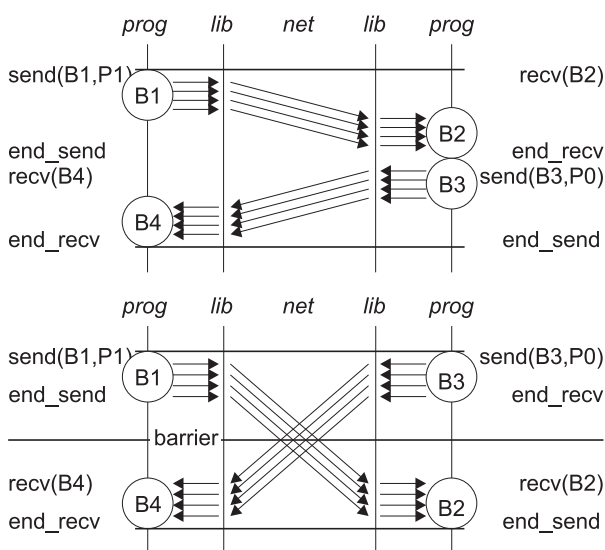 prog lib net lib prog
send(B1,P1) recv(B2)
B1
B2
end_send end_recv
recv(B4) B3 send(B3,P0)
B4
end_recv end_send
prog lib net lib prog
send(B1,P1) send(B3,P0)
B1 B3
end_send end_recv
barrier
recv(B4) recv(B2)
B4 B2
end_recv end_send